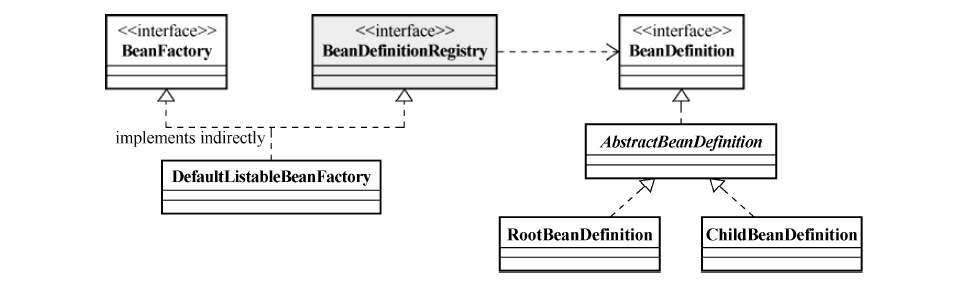 <<interface>>
BeanFactory
<<interface>>
BeanDefinitionRegistry
<<interface>>
BeanDefinition
implements indirectly
DefaultListableBeanFactory
AbstractBeanDefinition
RootBeanDefinition
ChildBeanDefinition